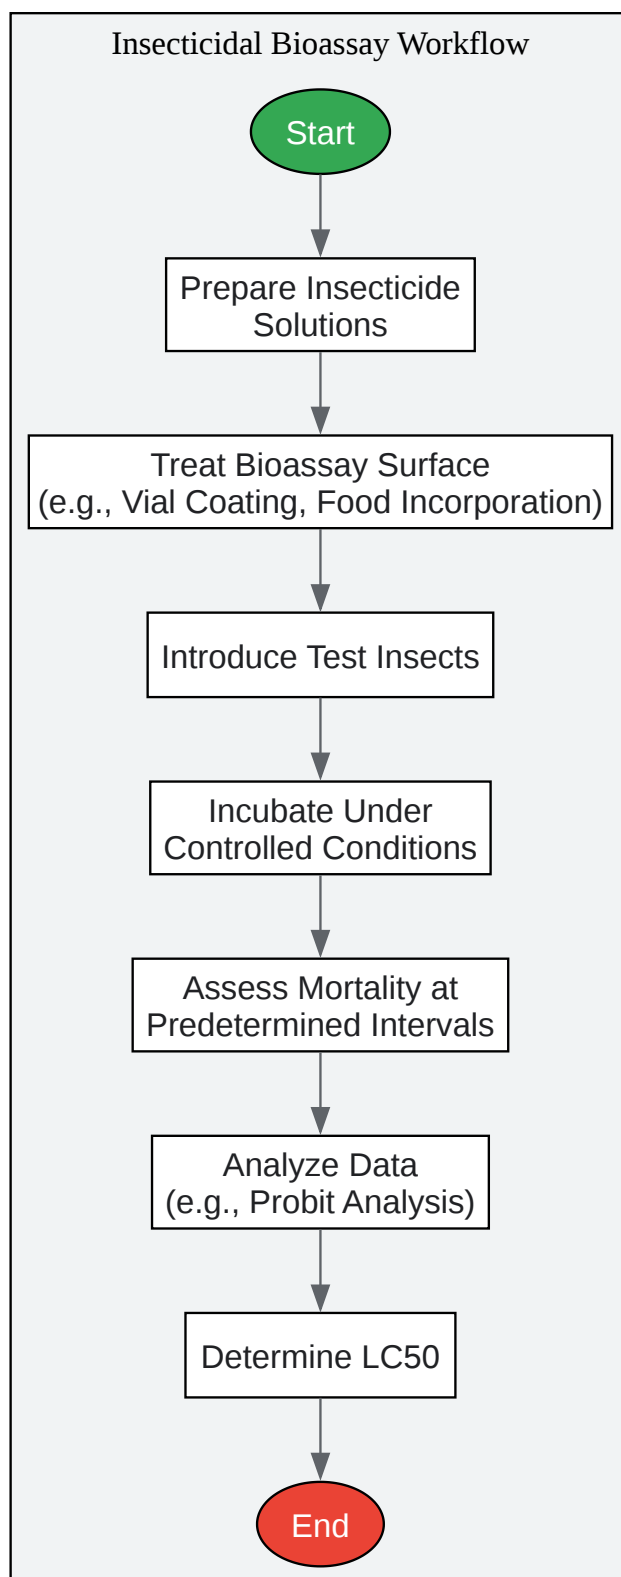 Insecticidal Bioassay Workflow
Start
Prepare Insecticide
Solutions
Treat Bioassay Surface
(e.g., Vial Coating, Food Incorporation)
Introduce Test Insects
Incubate Under
Controlled Conditions
Assess Mortality at
Predetermined Intervals
Analyze Data
(e.g., Probit Analysis)
Determine LC50
End